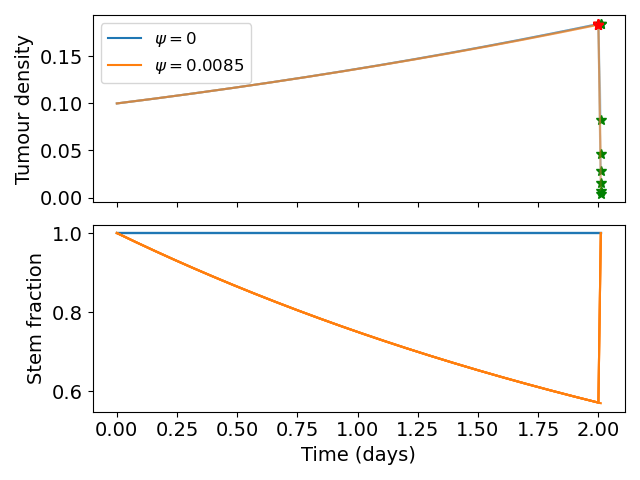 Tumour density
0.15
0.10
0.05
0.00
ψ = 0
ψ = 0.0085
Stem fraction
1.0
0.8
0.6
0.00 0.25 0.50 0.75 1.00 1.25 1.50 1.75 2.00
Time (days)